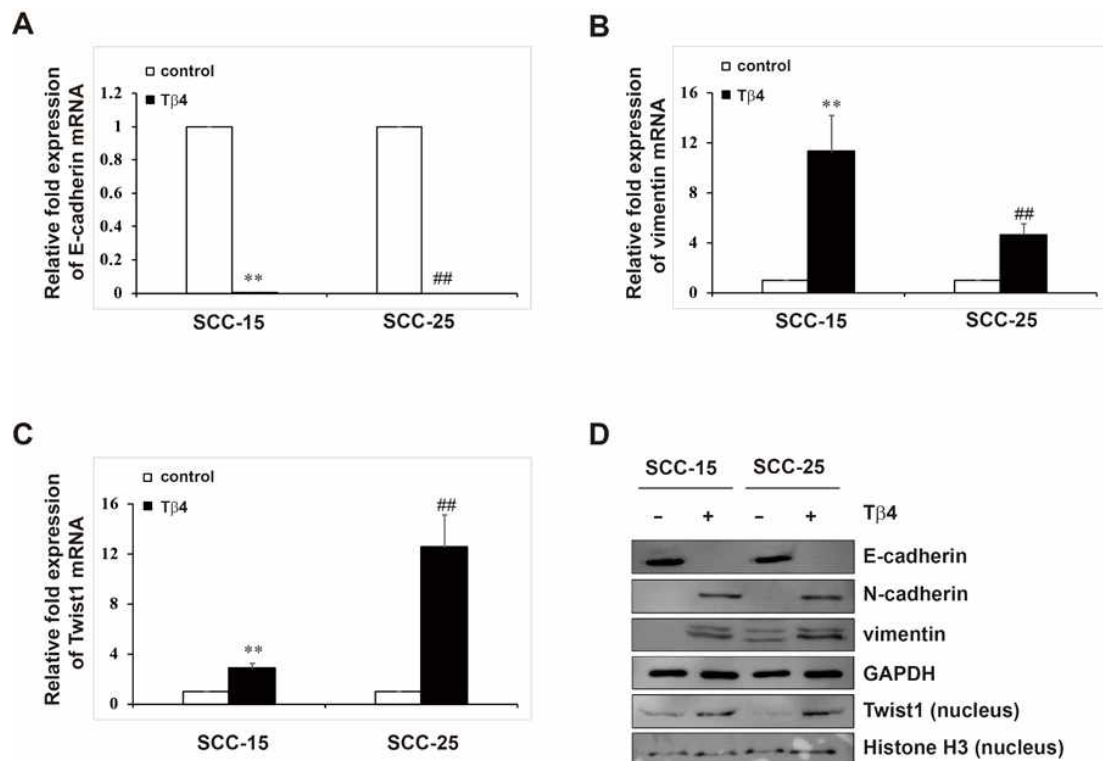 A
Relative fold expression
of E-cadherin mRNA
control
Tβ4
1.2
1
0.8
0.6
0.4
0.2
0
**
##
SCC-15 SCC-25
B
Relative fold expression
of vimentin mRNA
control
Tβ4
16
12
8
4
0
**
##
SCC-15 SCC-25
C
Relative fold expression
of Twist1 mRNA
control
Tβ4
16
12
8
4
0
**
##
SCC-15 SCC-25
D
SCC-15 SCC-25
– + – + Tβ4
E-cadherin
N-cadherin
vimentin
GAPDH
Twist1 (nucleus)
Histone H3 (nucleus)